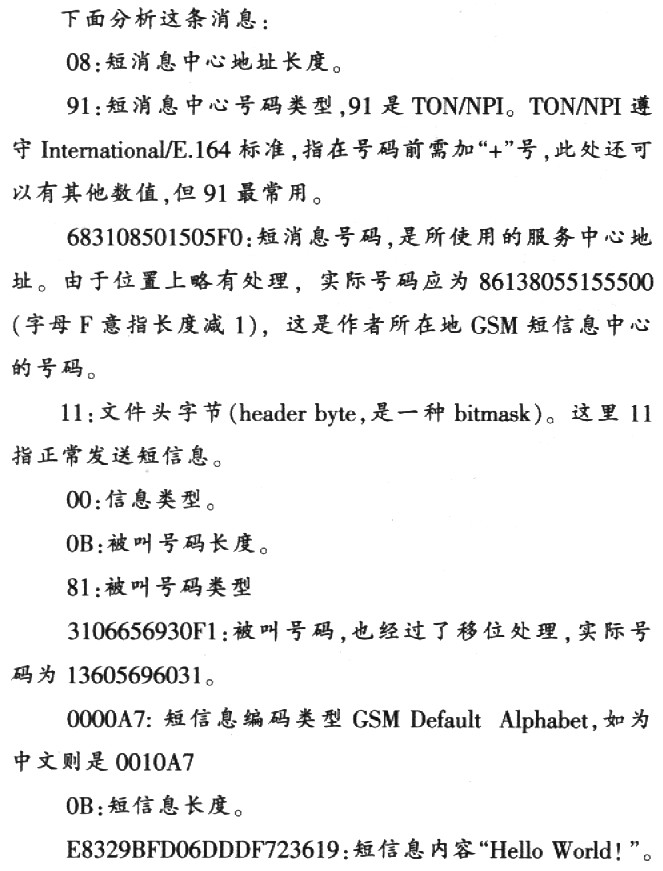 下面分析这条消息:
08:短消息中心地址长度。
91:短消息中心号码类型,91 是 TON/NPI。TON/NPI 遵
守 International/E.164 标准,指在号码前需加“+”号,此处还可
以有其他数值,但 91 最常用。
683108501505F0:短消息号码,是所使用的服务中心地
址。由于位置上略有处理，实际号码应为 86138055155500
(字母 F 意指长度减 1)，这是作者所在地 GSM 短信息中心
的号码。
11:文件头字节(header byte,是一种 bitmask)。这里 11
指正常发送短信息。
00:信息类型。
0B:被叫号码长度。
81:被叫号码类型
3106656930F1:被叫号码,也经过了移位处理,实际号
码为 13605696031。
0000A7: 短信息编码类型 GSM Default Alphabet,如为
中文则是 0010A7
0B:短信息长度。
E8329BFD06DDDF723619:短信息内容“Hello World! ”。